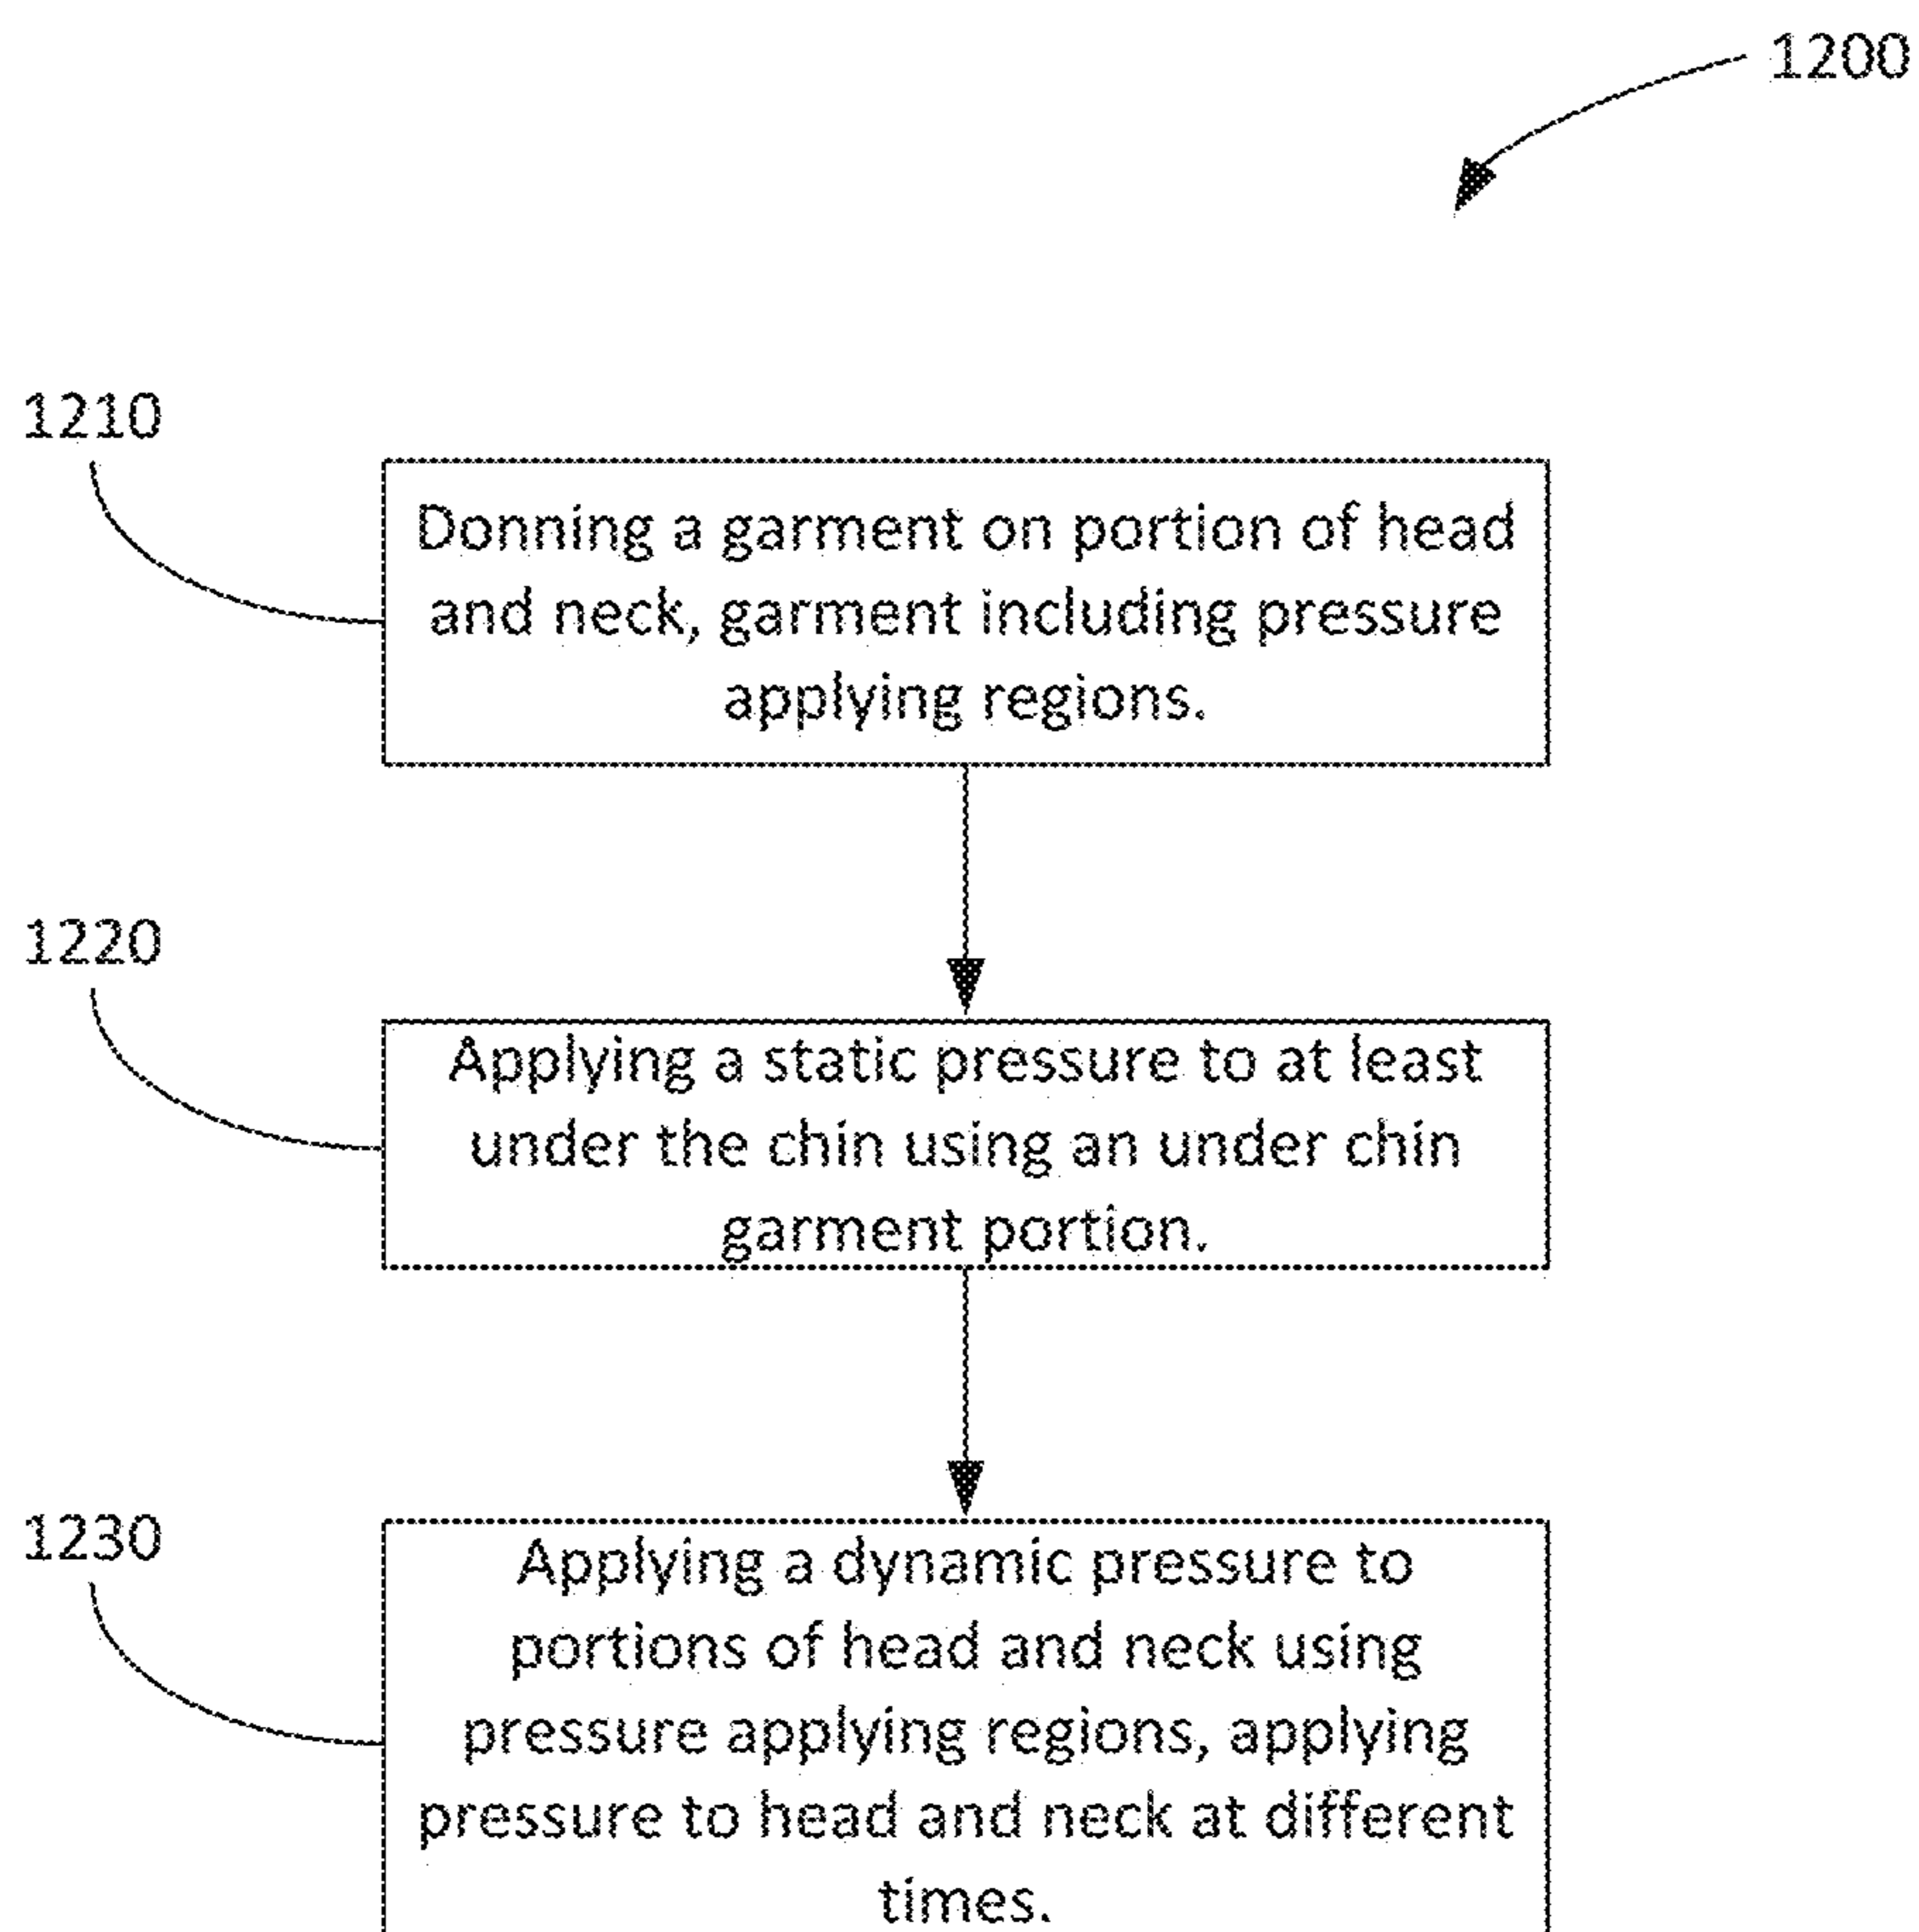 1200
1210
Donning a garment on portion of head
and neck, garment including pressure
applying regions.
1220
Applying a static pressure to at least
under the chin using an under chin
garment portion.
1230
Applying a dynamic pressure to
portions of head and neck using
pressure applying regions, applying
pressure to head and neck at different
times.